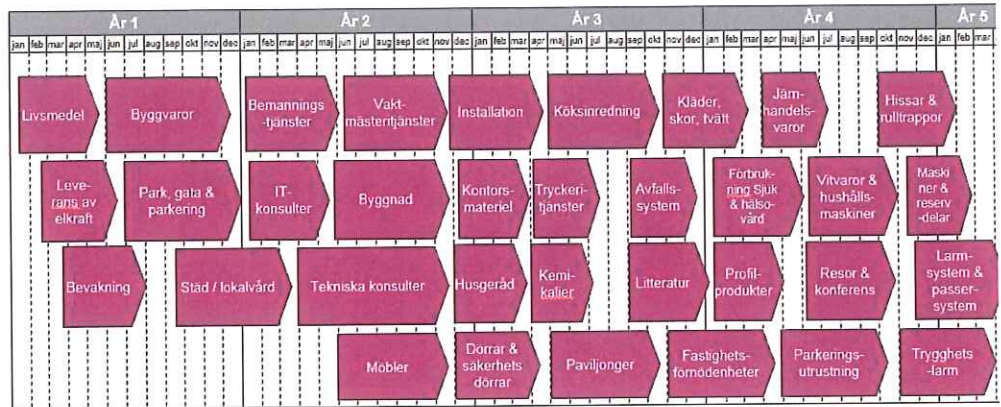 År 1 År 2 År 3 År 4 År 5
jan feb mar apr maj jun jul aug sep okt nov dec jan feb mar apr maj jun jul aug sep okt nov dec jan feb mar apr maj jun jul aug sep okt nov dec jan feb mar apr maj jun jul aug sep okt nov dec jan feb mar
Livsmedel
Byggvaror
Bemannings
-tjänster
Vakt-
mästeritjänster
Installation
Köksinredning
Kläder,
skor, tvätt
Järn-
handels-
varor
Hissar &
rulltrappor
Leve-
rans av
elkraft
Park, gata &
parkering
IT-
konsulter
Byggnad
Kontors-
materiel
Tryckeri-
tjänster
Avfalls-
system
Förbruk-
ning Sjuk
& hälso-
vård
Vitvaror &
hushålls-
maskiner
Maski
ner &
reserv
-delar
Bevakning
Städ / lokalvård
Tekniska konsulter
Husgeråd
Kemi-
kalier
Litteratur
Profil-
produkter
Resor &
konferens
Larm-
system &
passer-
system
Möbler
Dörrar &
säkerhets
dörrar
Paviljonger
Fastighets-
förnödenheter
Parkerings-
utrustning
Trygghets
-larm